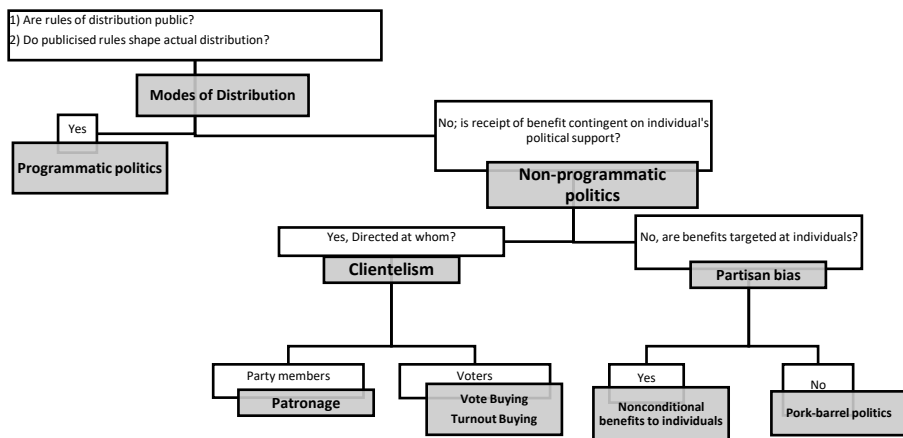 1) Are rules of distribution public?
2) Do publicised rules shape actual distribution?
Modes of Distribution
Yes
Programmatic politics
No; is receipt of benefit contingent on individual's
political support?
Non-programmatic
politics
Yes, Directed at whom?
Clientelism
No, are benefits targeted at individuals?
Partisan bias
Party members
Patronage
Voters
Vote Buying
Turnout Buying
Yes
Nonconditional
benefits to individuals
No
Pork-barrel politics